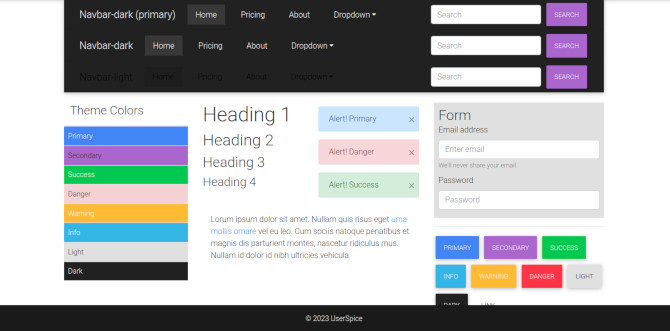 Navbar-dark (primary) Home Pricing About Dropdown Search SEARCH
Navbar-dark Home Pricing About Dropdown Search SEARCH
Navbar-light Home Pricing About Dropdown Search SEARCH
Theme Colors
Primary
Secondary
Success
Danger
Warning
Info
Light
Dark
Heading 1
Heading 2
Heading 3
Heading 4
Alert! Primary ×
Alert! Danger ×
Alert! Success ×
Lorum ipsum dolor sit amet. Nullam quis risus eget urna
mollis ornare vel eu leo. Cum sociis natoque penatibus et
magnis dis parturient montes, nascetur ridiculus mus.
Nullam id dolor id nibh ultricies vehicula.
Form
Email address
Enter email
We'll never share your email.
Password
Password
PRIMARY SECONDARY SUCCESS
INFO WARNING DANGER LIGHT
DARK LINK
© 2023 UserSpice